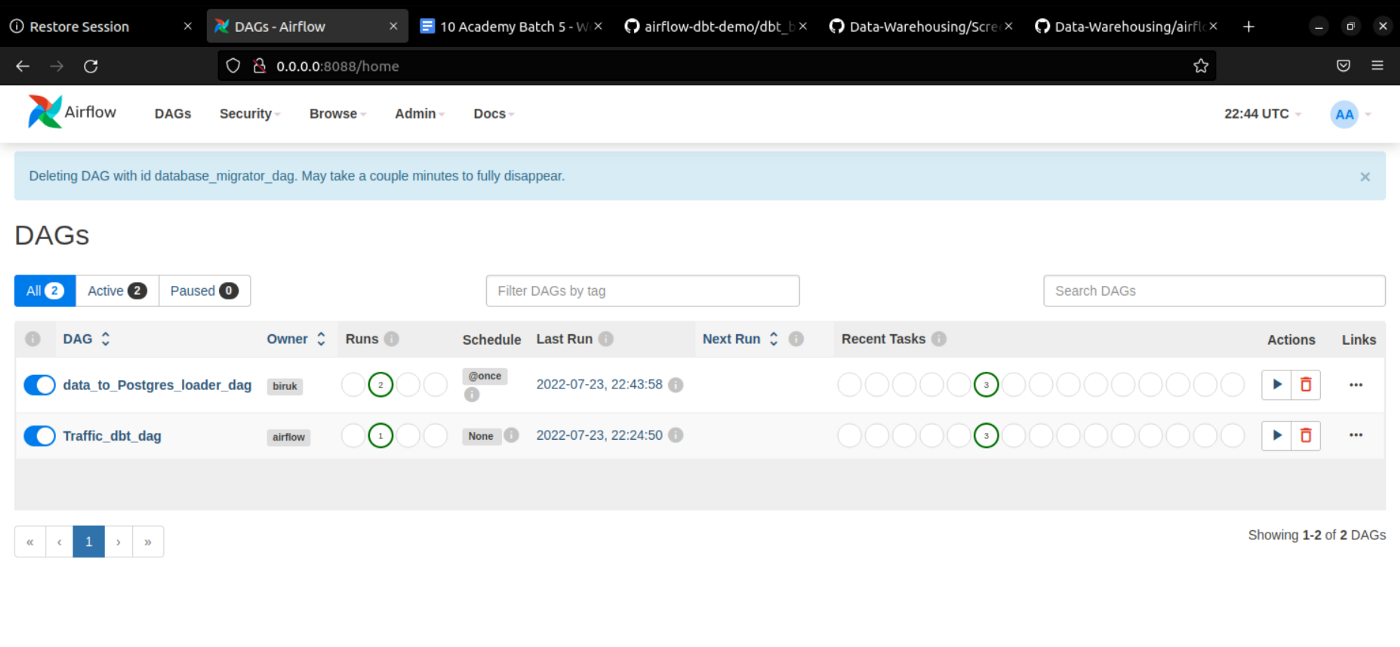 Restore Session
DAGs - Airflow
10 Academy Batch 5 - W
airflow-dbt-demo/dbt_b
Data-Warehousing/Scree
Data-Warehousing/airflo
0.0.0.0:8088/home
Airflow
DAGs
Security
Browse
Admin
Docs
22:44 UTC
AA
Deleting DAG with id database_migrator_dag. May take a couple minutes to fully disappear.
×
DAGs
All 2
Active 2
Paused 0
Filter DAGs by tag
Search DAGs
DAG Owner Runs Schedule Last Run Next Run Recent Tasks Actions Links
data_to_Postgres_loader_dag biruk 2 @once 2022-07-23, 22:43:58 3
Traffic_dbt_dag airflow 1 None 2022-07-23, 22:24:50 3
« ‹ 1 › »
Showing 1-2 of 2 DAGs